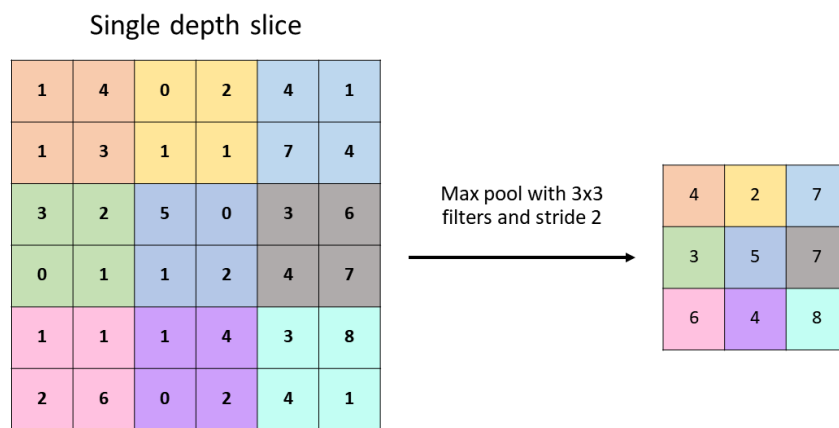 Single depth slice
1 4 0 2 4 1
1 3 1 1 7 4
3 2 5 0 3 6
0 1 1 2 4 7
1 1 1 4 3 8
2 6 0 2 4 1
Max pool with 3x3
filters and stride 2
4 2 7
3 5 7
6 4 8